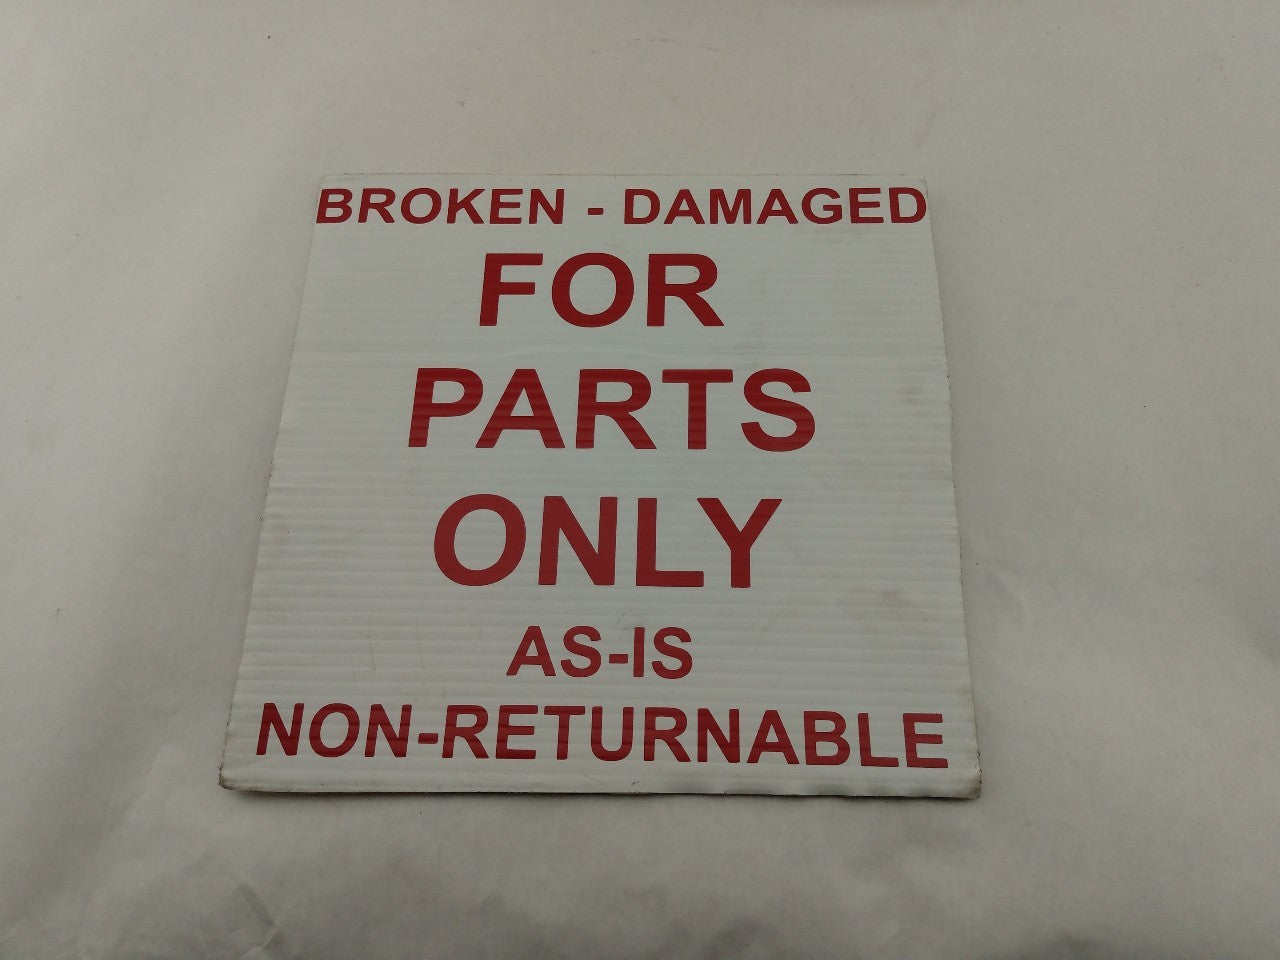 BROKEN - DAMAGED
FOR
PARTS
ONLY
AS-IS
NON-RETURNABLE